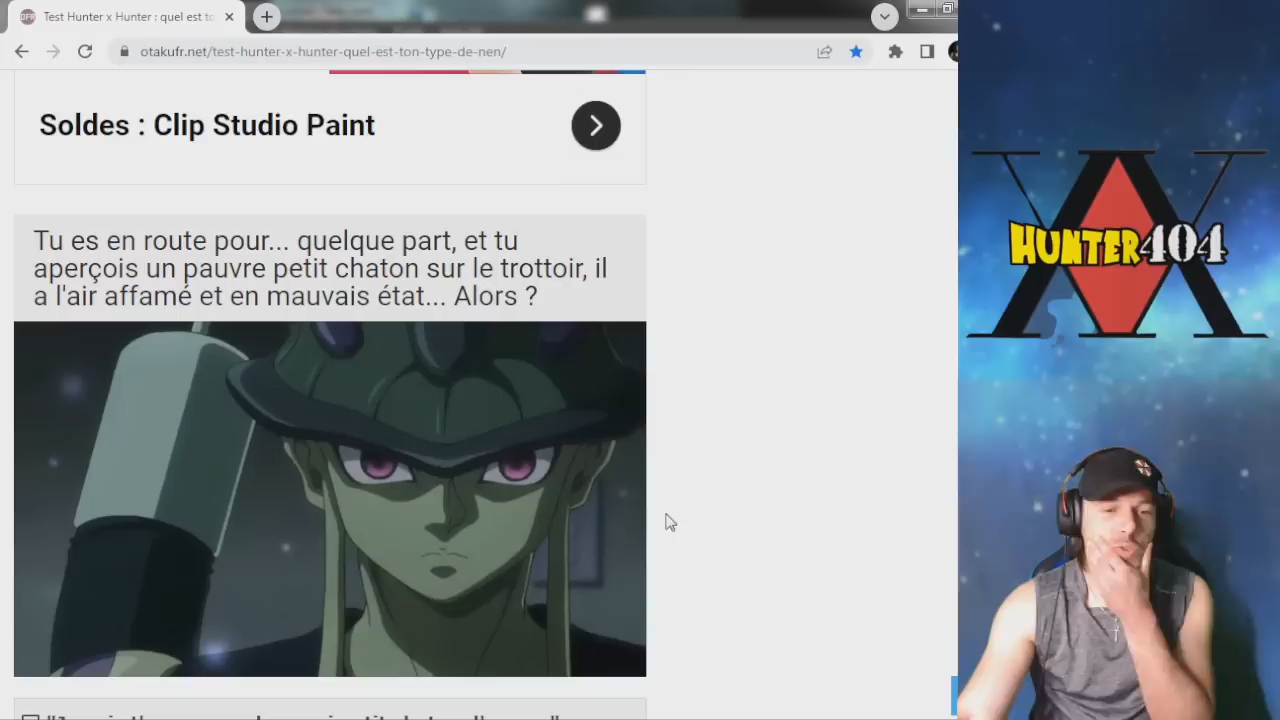 Test Hunter x Hunter : quel est to
otakufr.net/test-hunter-x-hunter-quel-est-ton-type-de-nen/
Soldes : Clip Studio Paint
Tu es en route pour... quelque part, et tu
aperçois un pauvre petit chaton sur le trottoir, il
a l'air affamé et en mauvais état... Alors ?
X
HUNTER404